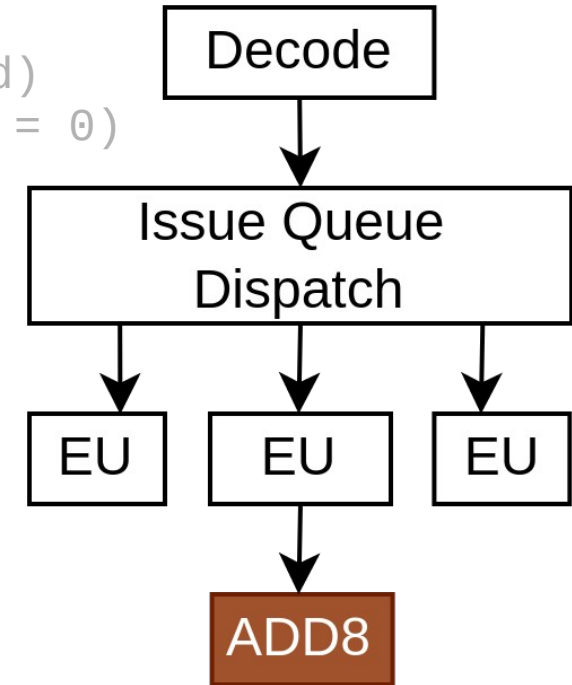 d)
= 0)
Decode
Issue Queue
Dispatch
EU EU EU
ADD8